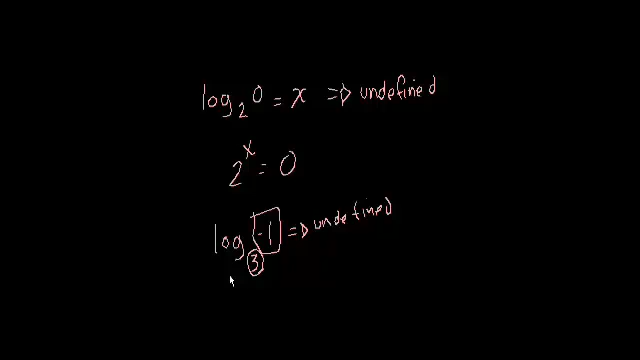 log₂0 = x ⇒ undefined
2ˣ = 0
log₃-1 ⇒ undefined